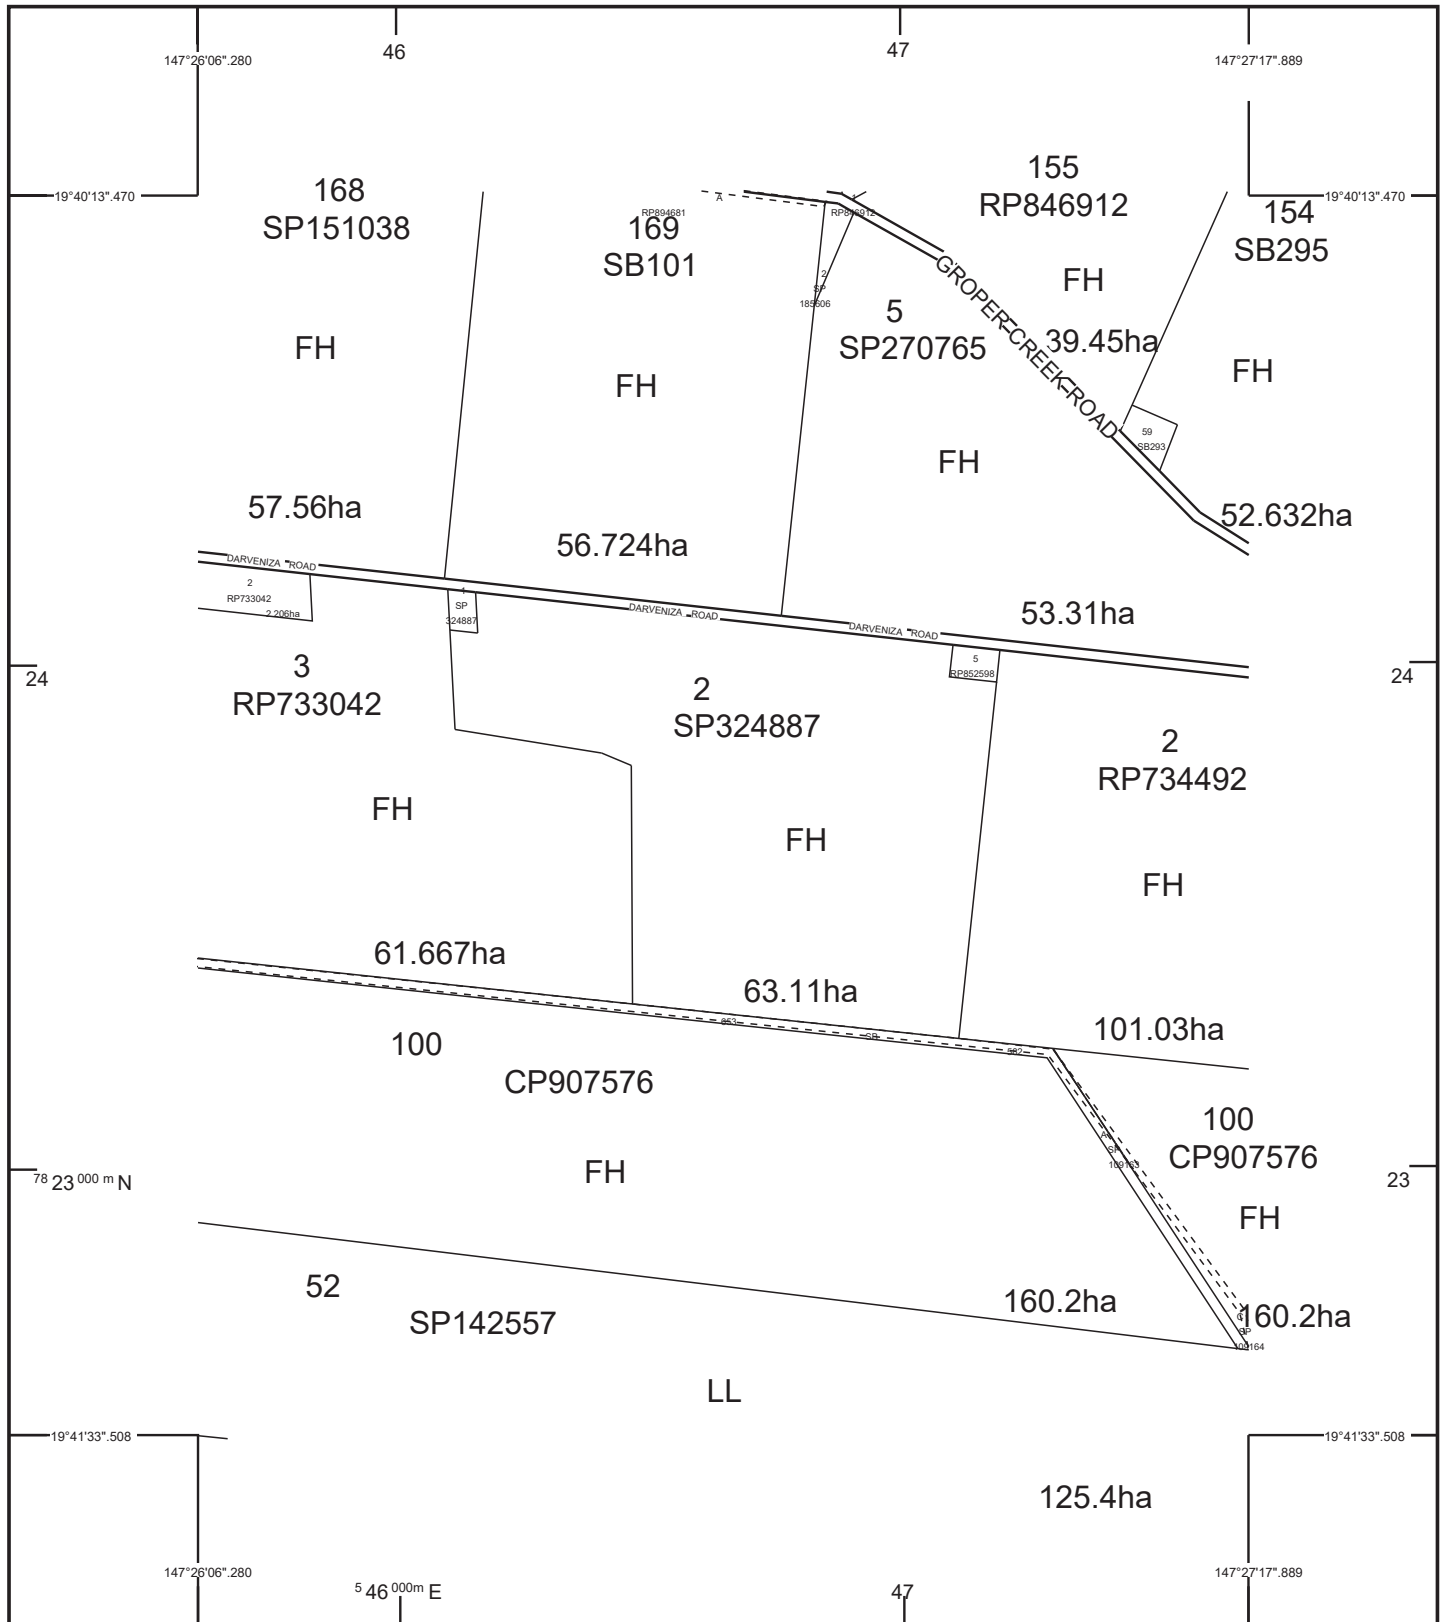 46
47
147°26'06".280
147°27'17".889
19°40'13".470
19°40'13".470
168
SP151038
FH
57.56ha
A
RP894681
169
SB101
FH
56.724ha
RP846912
155
RP846912
FH
39.45ha
154
SB295
FH
52.632ha
2
SP
185606
5
SP270765
FH
53.31ha
GROPER CREEK ROAD
59
SB293
DARVENIZA ROAD
DARVENIZA ROAD
DARVENIZA ROAD
2
RP733042
2.206ha
SP
324887
5
RP852598
24
24
3
RP733042
FH
61.667ha
2
SP324887
FH
63.11ha
2
RP734492
FH
101.03ha
SP
100
CP907576
FH
160.2ha
100
CP907576
FH
160.2ha
A
SP
109163
SP
109164
78 23 000 m N
23
52
SP142557
LL
125.4ha
19°41'33".508
19°41'33".508
147°26'06".280
147°27'17".889
5 46 000m E
47